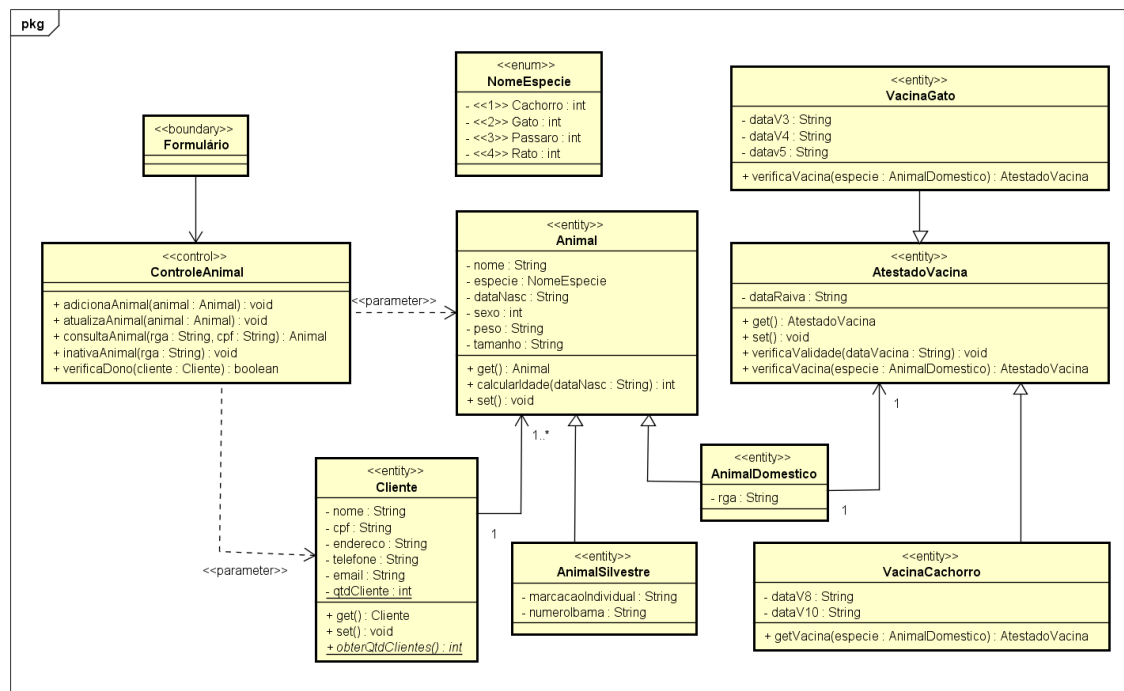 pkg
<<enum>>
NomeEspecie
- <<1>> Cachorro : int
- <<2>> Gato : int
- <<3>> Passaro : int
- <<4>> Rato : int
<<entity>>
VacinaGato
- dataV3 : String
- dataV4 : String
- datav5 : String
+ verificaVacina(especie : AnimalDomestico) : AtestadoVacina
<<boundary>>
Formulário
<<control>>
ControleAnimal
+ adicionaAnimal(animal : Animal) : void
+ atualizaAnimal(animal : Animal) : void
+ consultaAnimal(rga : String, cpf : String) : Animal
+ inativaAnimal(rga : String) : void
+ verificaDono(cliente : Cliente) : boolean
<<parameter>>
<<entity>>
Animal
- nome : String
- especie : NomeEspecie
- dataNasc : String
- sexo : int
- peso : String
- tamanho : String
+ get() : Animal
+ calcularIdade(dataNasc : String) : int
+ set() : void
<<entity>>
AtestadoVacina
- dataRaiva : String
+ get() : AtestadoVacina
+ set() : void
+ verificaValidade(dataVacina : String) : void
+ verificaVacina(especie : AnimalDomestico) : AtestadoVacina
1
1..*
<<entity>>
AnimalDomestico
- rga : String
1
<<entity>>
Cliente
- nome : String
- cpf : String
- endereco : String
- telefone : String
- email : String
- qtdCliente : int
+ get() : Cliente
+ set() : void
+ obterQtdClientes() : int
1
<<parameter>>
<<entity>>
AnimalSilvestre
- marcacaoIndividual : String
- numeroIbama : String
<<entity>>
VacinaCachorro
- dataV8 : String
- dataV10 : String
+ getVacina(especie : AnimalDomestico) : AtestadoVacina